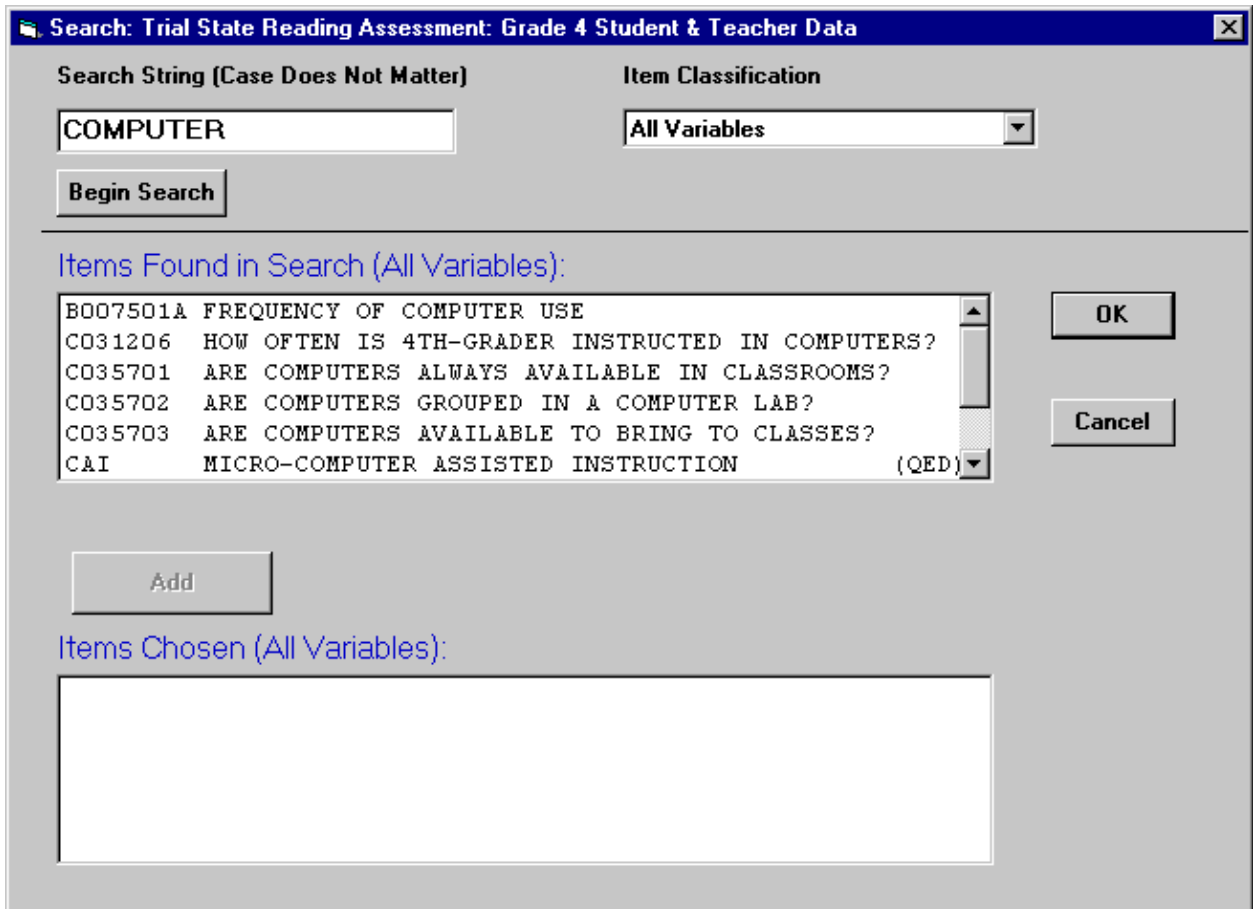 Search: Trial State Reading Assessment: Grade 4 Student & Teacher Data
Search String (Case Does Not Matter)
Item Classification
COMPUTER
All Variables
Begin Search
Items Found in Search (All Variables):
B007501A FREQUENCY OF COMPUTER USE
C031206 HOW OFTEN IS 4TH-GRADER INSTRUCTED IN COMPUTERS?
C035701 ARE COMPUTERS ALWAYS AVAILABLE IN CLASSROOMS?
C035702 ARE COMPUTERS GROUPED IN A COMPUTER LAB?
C035703 ARE COMPUTERS AVAILABLE TO BRING TO CLASSES?
CAI MICRO-COMPUTER ASSISTED INSTRUCTION (QED)
OK
Cancel
Add
Items Chosen (All Variables):